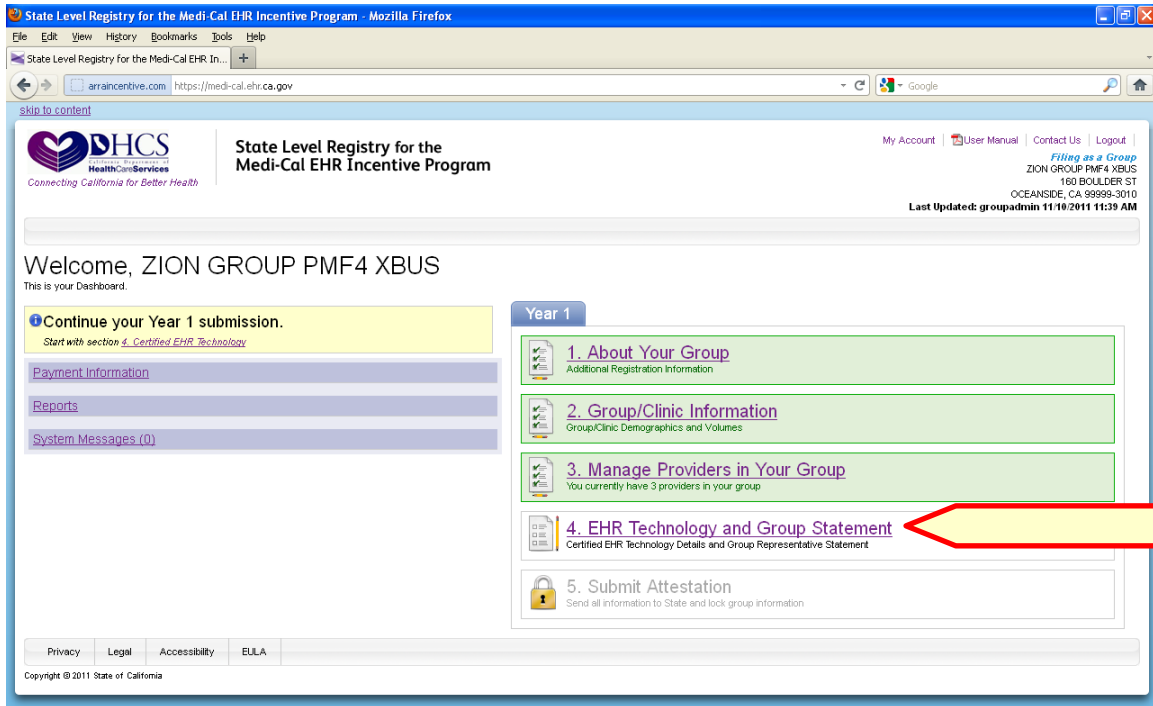 State Level Registry for the Medi-Cal EHR Incentive Program - Mozilla Firefox
File Edit View History Bookmarks Tools Help
State Level Registry for the Medi-Cal EHR In... +
arraincentive.com https://medi-cal.ehr.ca.gov Google
skip to content
DHCS
California Department of
HealthCareServices
Connecting California for Better Health
State Level Registry for the
Medi-Cal EHR Incentive Program
My Account User Manual Contact Us Logout
Filing as a Group
ZION GROUP PMF4 XBUS
160 BOULDER ST
OCEANSIDE, CA 99999-3010
Last Updated: groupadmin 11/10/2011 11:39 AM
Welcome, ZION GROUP PMF4 XBUS
This is your Dashboard.
Continue your Year 1 submission.
Start with section 4. Certified EHR Technology
Payment Information
Reports
System Messages (0)
Year 1
1. About Your Group
Additional Registration Information
2. Group/Clinic Information
Group/Clinic Demographics and Volumes
3. Manage Providers in Your Group
You currently have 3 providers in your group
4. EHR Technology and Group Statement
Certified EHR Technology Details and Group Representative Statement
5. Submit Attestation
Send all information to State and lock group information
Privacy Legal Accessibility EULA
Copyright © 2011 State of California